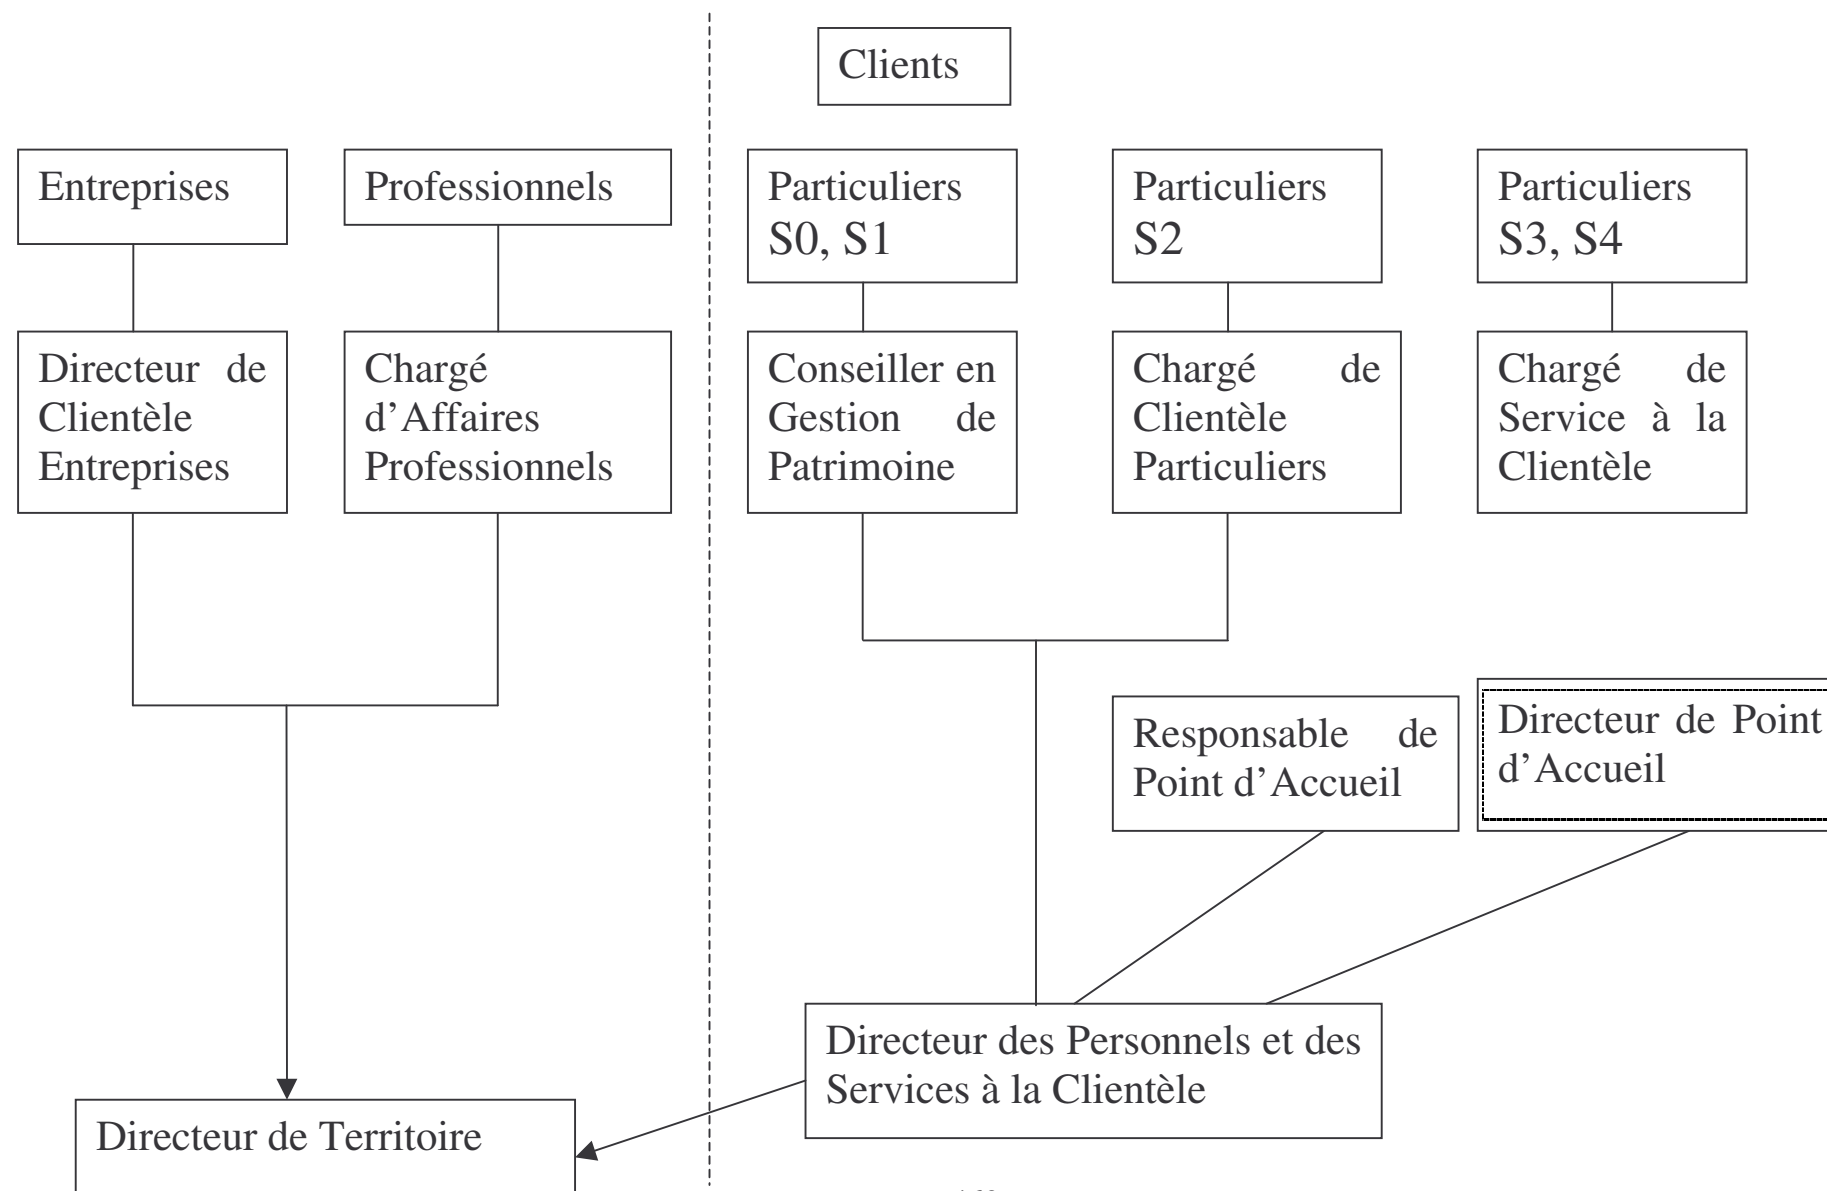 Clients
Entreprises
Professionnels
Particuliers
S0, S1
Particuliers
S2
Particuliers
S3, S4
Directeur de
Clientèle
Entreprises
Chargé
d’Affaires
Professionnels
Conseiller en
Gestion de
Patrimoine
Chargé de
Clientèle
Particuliers
Chargé de
Service à la
Clientèle
Responsable de
Point d’Accueil
Directeur de Point
d’Accueil
Directeur des Personnels et des
Services à la Clientèle
Directeur de Territoire